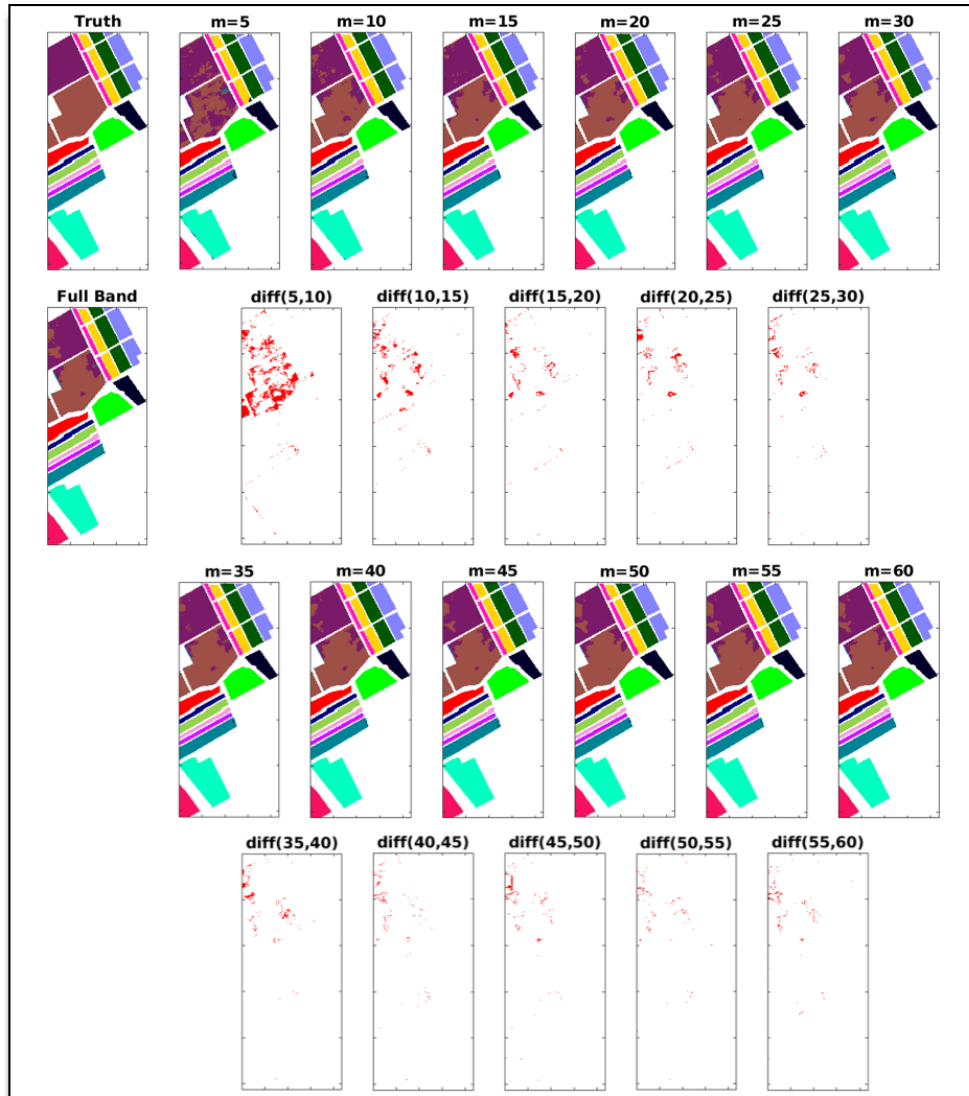 Truth m=5 m=10 m=15 m=20 m=25 m=30
Full Band diff(5,10) diff(10,15) diff(15,20) diff(20,25) diff(25,30)
m=35 m=40 m=45 m=50 m=55 m=60
diff(35,40) diff(40,45) diff(45,50) diff(50,55) diff(55,60)